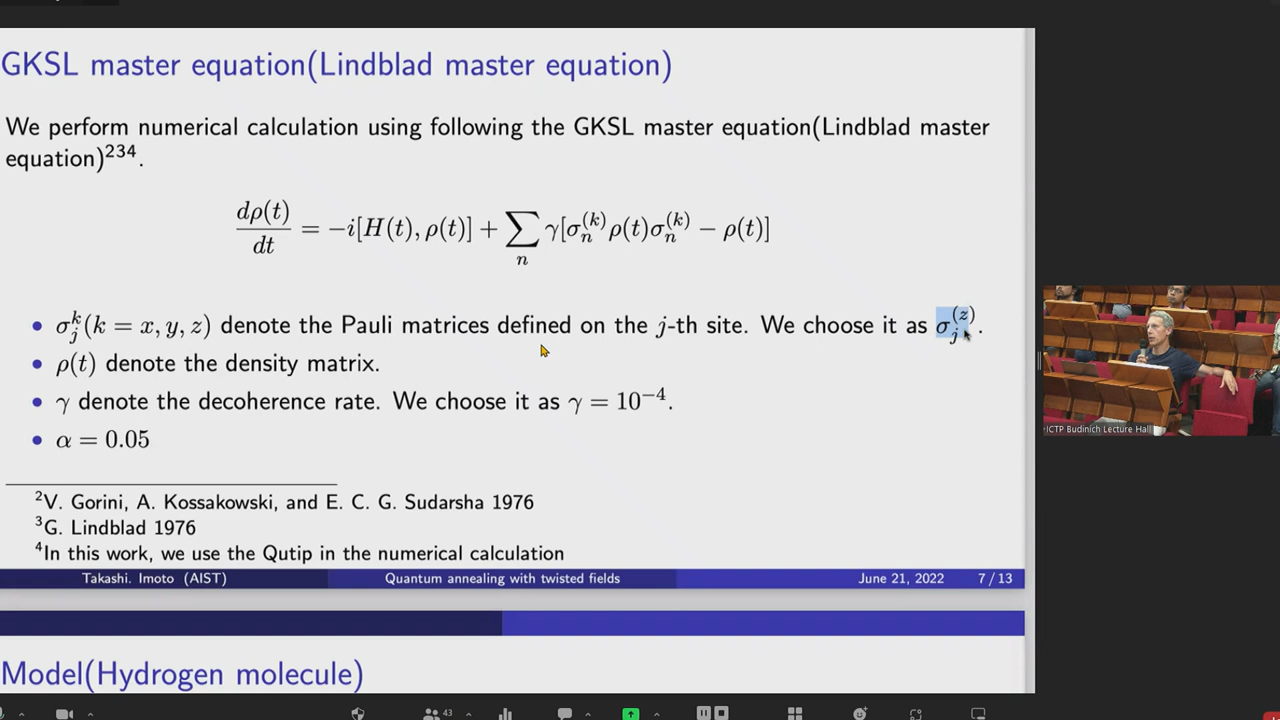 GKSL master equation(Lindblad master equation)
We perform numerical calculation using following the GKSL master equation(Lindblad master
equation)²³⁴.
dρ(t)/dt = −i[H(t), ρ(t)] + ∑_n γ[σ_n^(k) ρ(t) σ_n^(k) − ρ(t)]
• σ_j^k (k = x, y, z) denote the Pauli matrices defined on the j-th site. We choose it as σ_j^(z).
• ρ(t) denote the density matrix.
• γ denote the decoherence rate. We choose it as γ = 10⁻⁴.
• α = 0.05
²V. Gorini, A. Kossakowski, and E. C. G. Sudarsha 1976
³G. Lindblad 1976
⁴In this work, we use the Qutip in the numerical calculation
Takashi. Imoto (AIST) Quantum annealing with twisted fields June 21, 2022 7 / 13
Model(Hydrogen molecule)
ICTP Budinich Lecture Hall
43